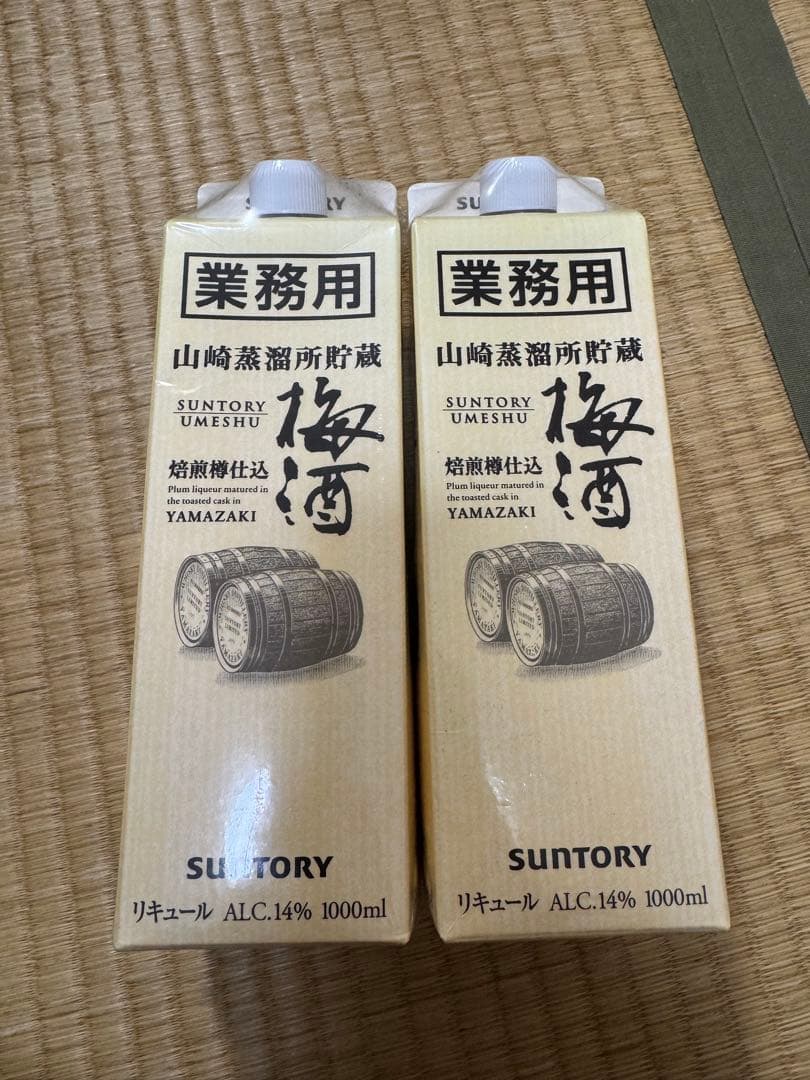 業務用
山崎蒸溜所貯蔵
SUNTORY
UMESHU
梅酒
焙煎樽仕込
Plum liqueur matured in
the toasted cask in
YAMAZAKI
SUNTORY
リキュール ALC.14% 1000ml
業務用
山崎蒸溜所貯蔵
SUNTORY
UMESHU
梅酒
焙煎樽仕込
Plum liqueur matured in
the toasted cask in
YAMAZAKI
SUNTORY
リキュール ALC.14% 1000ml